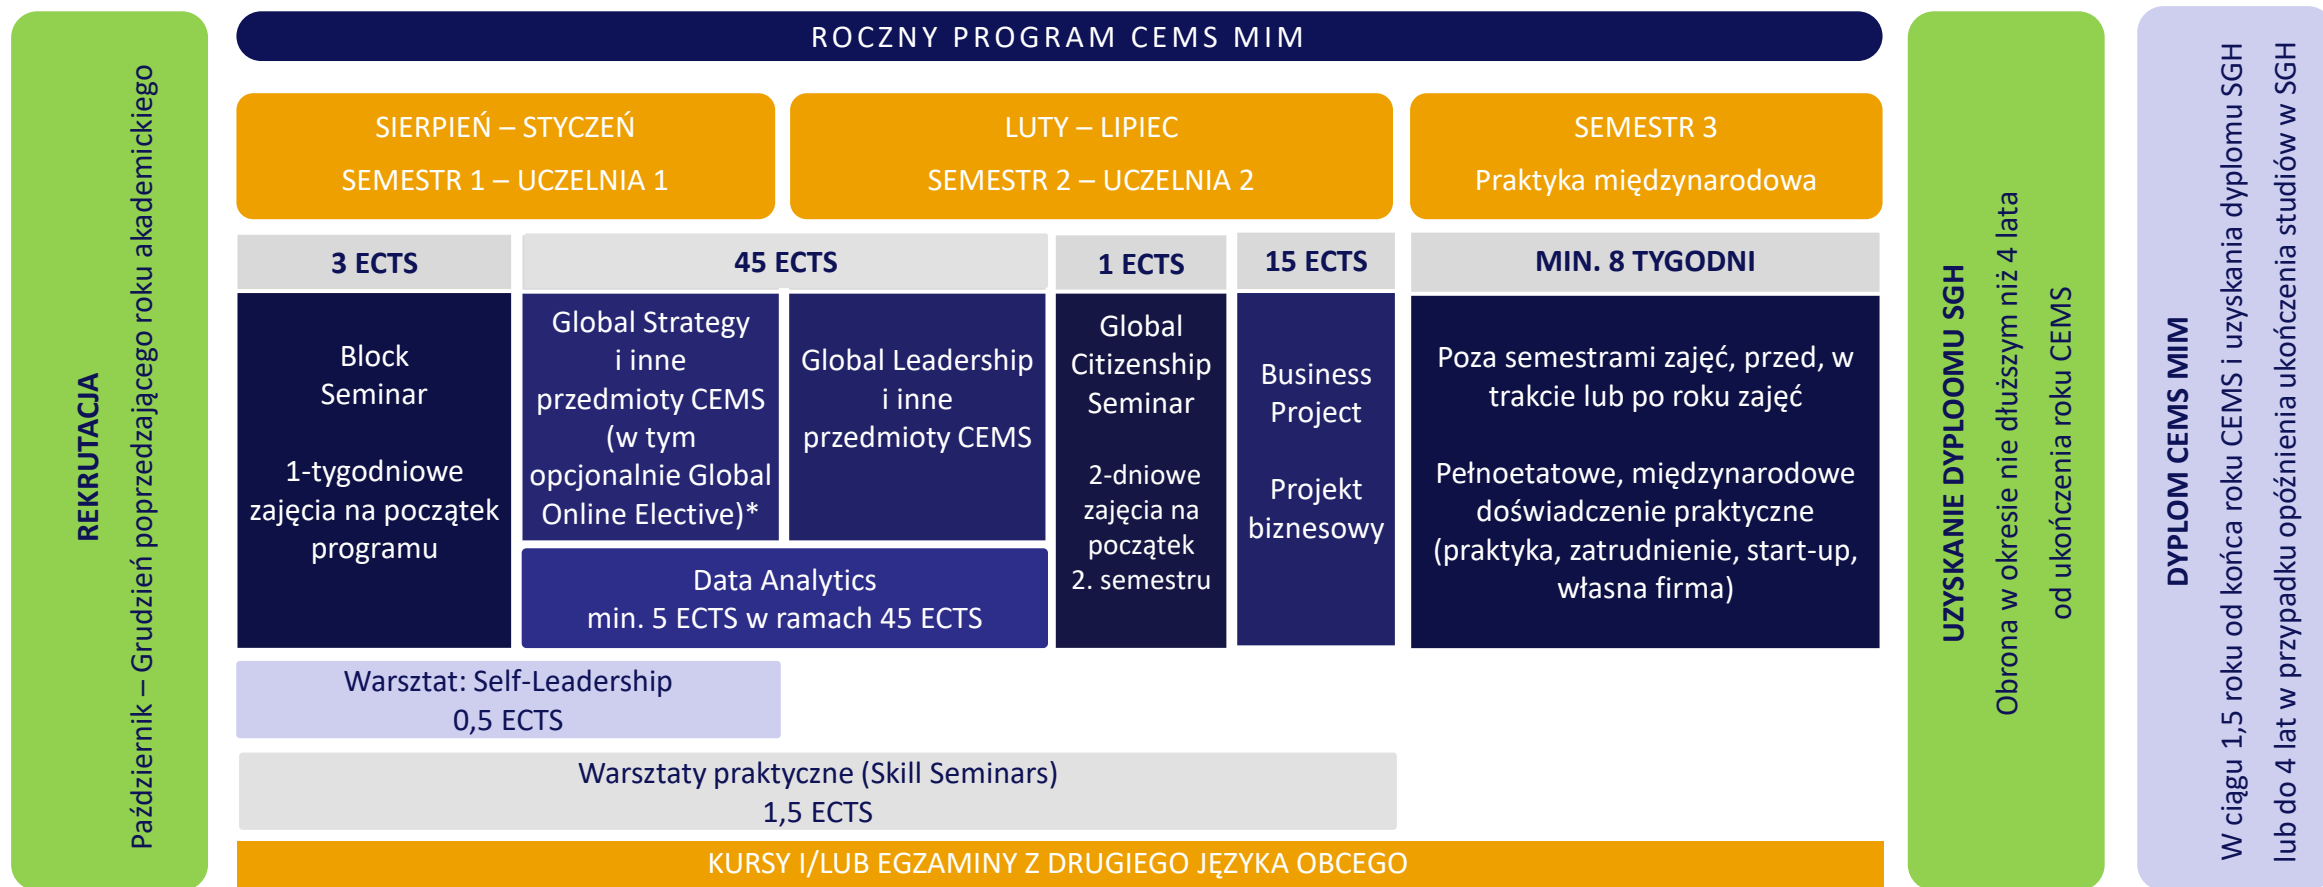 REKRUTACJA
Październik – Grudzień poprzedzającego roku akademickiego
ROCZNY PROGRAM CEMS MIM
SIERPIEŃ – STYCZEŃ
SEMESTR 1 – UCZELNIA 1
LUTY – LIPIEC
SEMESTR 2 – UCZELNIA 2
SEMESTR 3
Praktyka międzynarodowa
3 ECTS
45 ECTS
1 ECTS
15 ECTS
MIN. 8 TYGODNI
Block
Seminar
1-tygodniowe
zajęcia na początek
programu
Global Strategy
i inne
przedmioty CEMS
(w tym
opcjonalnie Global
Online Elective)*
Global Leadership
i inne
przedmioty CEMS
Data Analytics
min. 5 ECTS w ramach 45 ECTS
Global
Citizenship
Seminar
2-dniowe
zajęcia na
początek
2. semestru
Business
Project
Projekt
biznesowy
Poza semestrami zajęć, przed, w
trakcie lub po roku zajęć
Pełnoetatowe, międzynarodowe
doświadczenie praktyczne
(praktyka, zatrudnienie, start-up,
własna firma)
Warsztat: Self-Leadership
0,5 ECTS
Warsztaty praktyczne (Skill Seminars)
1,5 ECTS
KURSY I/LUB EGZAMINY Z DRUGIEGO JĘZYKA OBCEGO
UZYSKANIE DYPLOOMU SGH
Obrona w okresie nie dłuższym niż 4 lata
od ukończenia roku CEMS
DYPLOM CEMS MIM
W ciągu 1,5 roku od końca roku CEMS i uzyskania dyplomu SGH
lub do 4 lat w przypadku opóźnienia ukończenia studiów w SGH